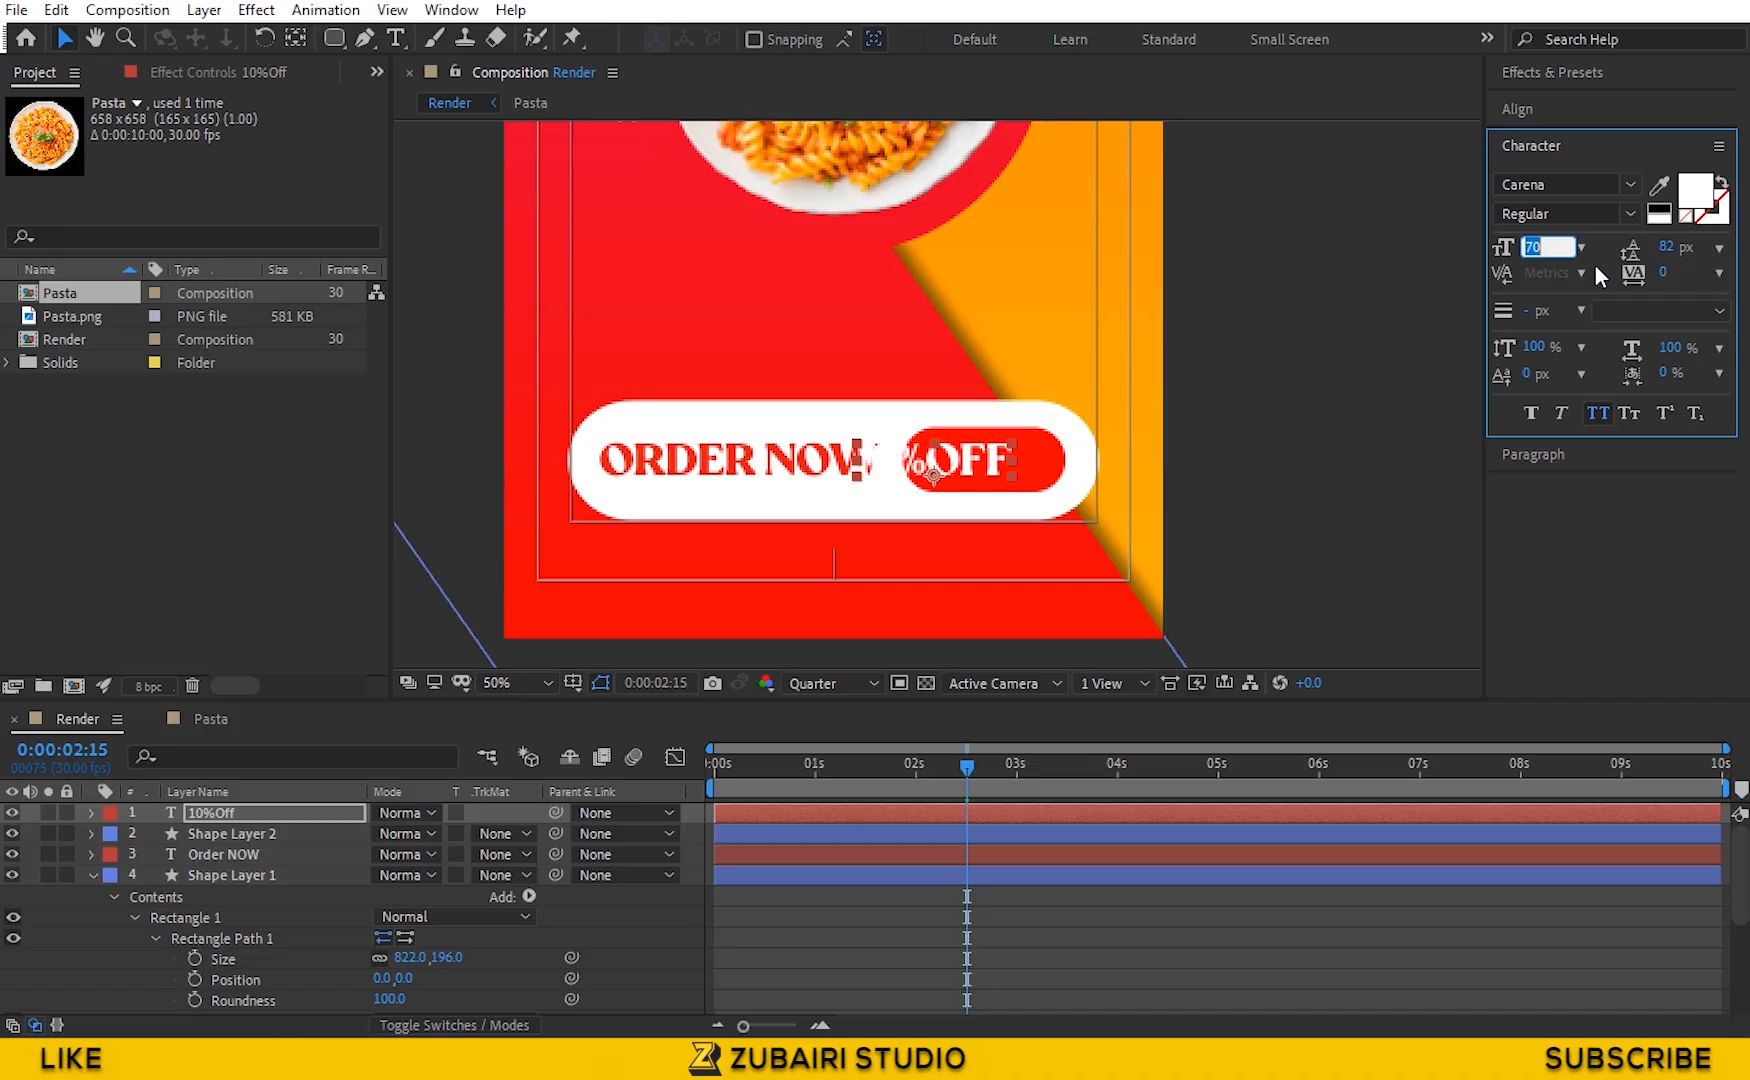 File Edit Composition Layer Effect Animation View Window Help
Snapping Default Learn Standard Small Screen Search Help
Project Effect Controls 10%Off
Pasta , used 1 time
658 x 658 (165 x 165) (1.00)
Δ 0:00:10:00, 30.00 fps
Name Type Size Frame R...
Pasta Composition 30
Pasta.png PNG file 581 KB
Render Composition 30
Solids Folder
8 bpc
Composition Render
Render Pasta
ORDER NOW
% OFF
50% 0:00:02:15 Quarter Active Camera 1 View +0.0
Effects & Presets
Align
Character
Carena
Regular
70 82 px
Metrics 0
- px
100 % 100 %
0 px 0 %
Paragraph
Render Pasta
0:00:02:15
00075 (30.00 fps)
:00s 01s 02s 03s 04s 05s 06s 07s 08s 09s 10s
# Layer Name Mode T .TrkMat Parent & Link
1 T 10%Off Norma None
2 Shape Layer 2 Norma None None
3 T Order NOW Norma None None
4 Shape Layer 1 Norma None None
Contents Add:
Rectangle 1 Normal
Rectangle Path 1
Size 822.0,196.0
Position 0.0,0.0
Roundness 100.0
Toggle Switches / Modes
LIKE ZUBAIRI STUDIO SUBSCRIBE